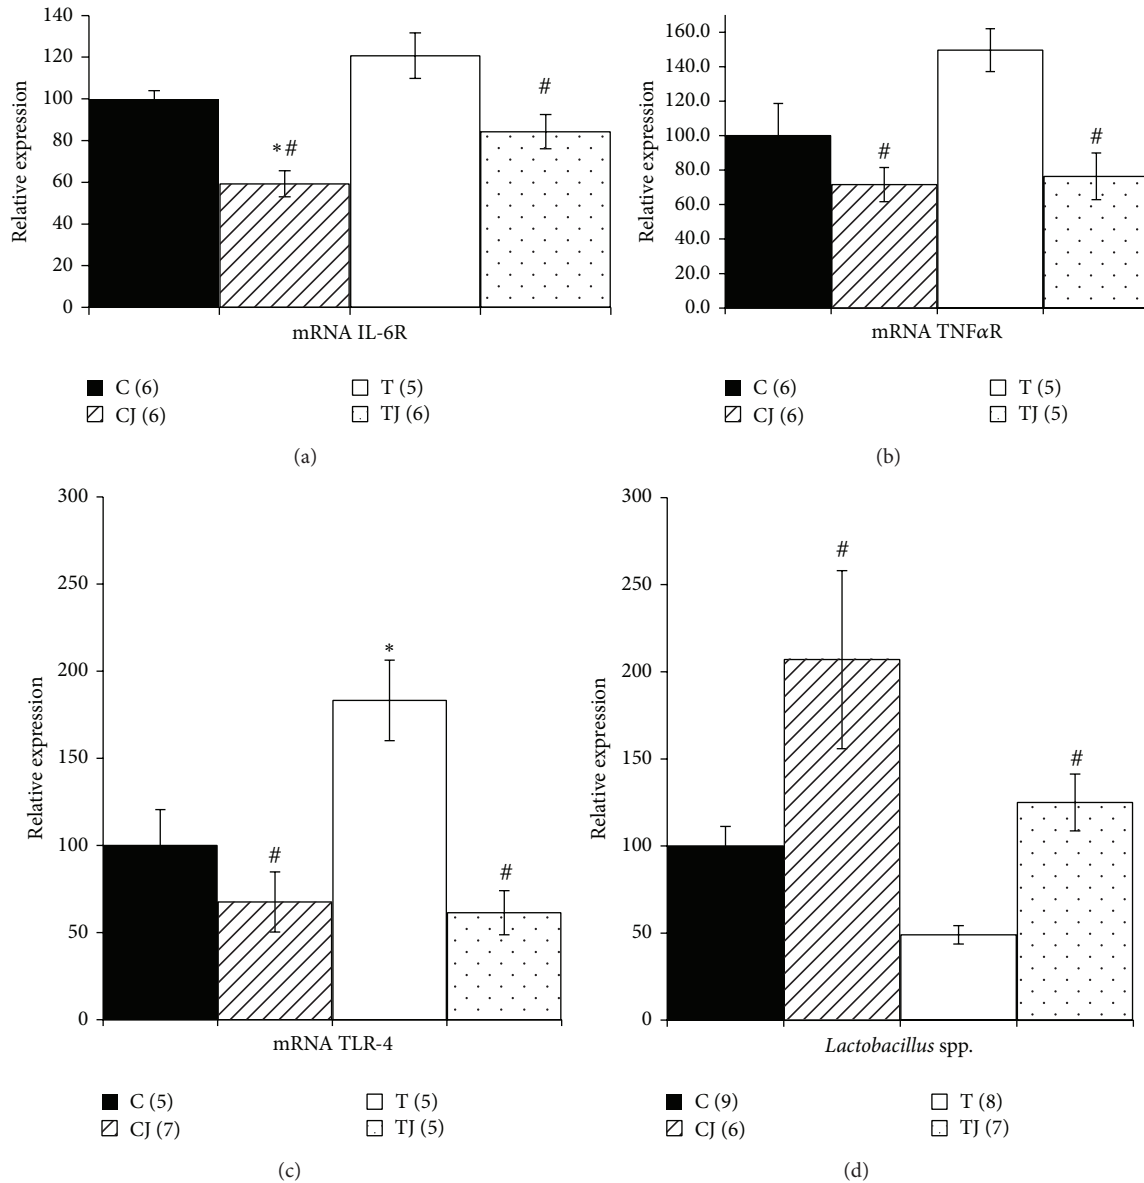 140
120
100
80
60
40
20
0
Relative expression
*#
#
mRNA IL-6R
C (6)
T (5)
CJ (6)
TJ (6)
(a)
160.0
140.0
120.0
100.0
80.0
60.0
40.0
20.0
0.0
Relative expression
#
#
mRNA TNFαR
C (6)
T (5)
CJ (6)
TJ (5)
(b)
300
250
200
150
100
50
0
Relative expression
#
*
#
mRNA TLR-4
C (5)
T (5)
CJ (7)
TJ (5)
(c)
300
250
200
150
100
50
0
Relative expression
#
#
Lactobacillus spp.
C (9)
T (8)
CJ (6)
TJ (7)
(d)